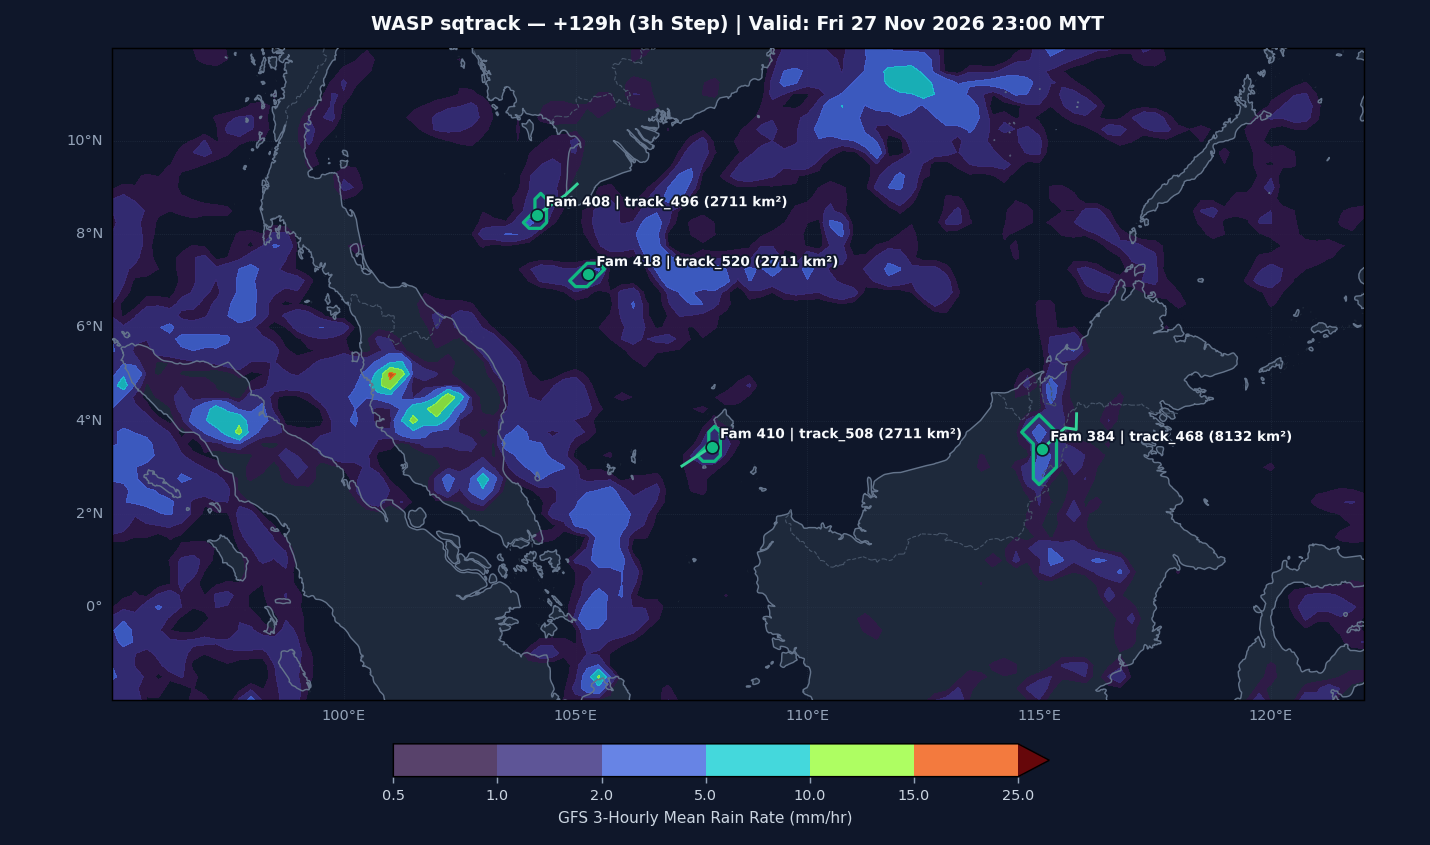 WASP sqtrack — +129h (3h Step) | Valid: Fri 27 Nov 2026 23:00 MYT
10°N
8°N
6°N
4°N
2°N
0°
Fam 408 | track_496 (2711 km²)
Fam 418 | track_520 (2711 km²)
Fam 410 | track_508 (2711 km²)
Fam 384 | track_468 (8132 km²)
100°E
105°E
110°E
115°E
120°E
0.5
1.0
2.0
5.0
10.0
15.0
25.0
GFS 3-Hourly Mean Rain Rate (mm/hr)